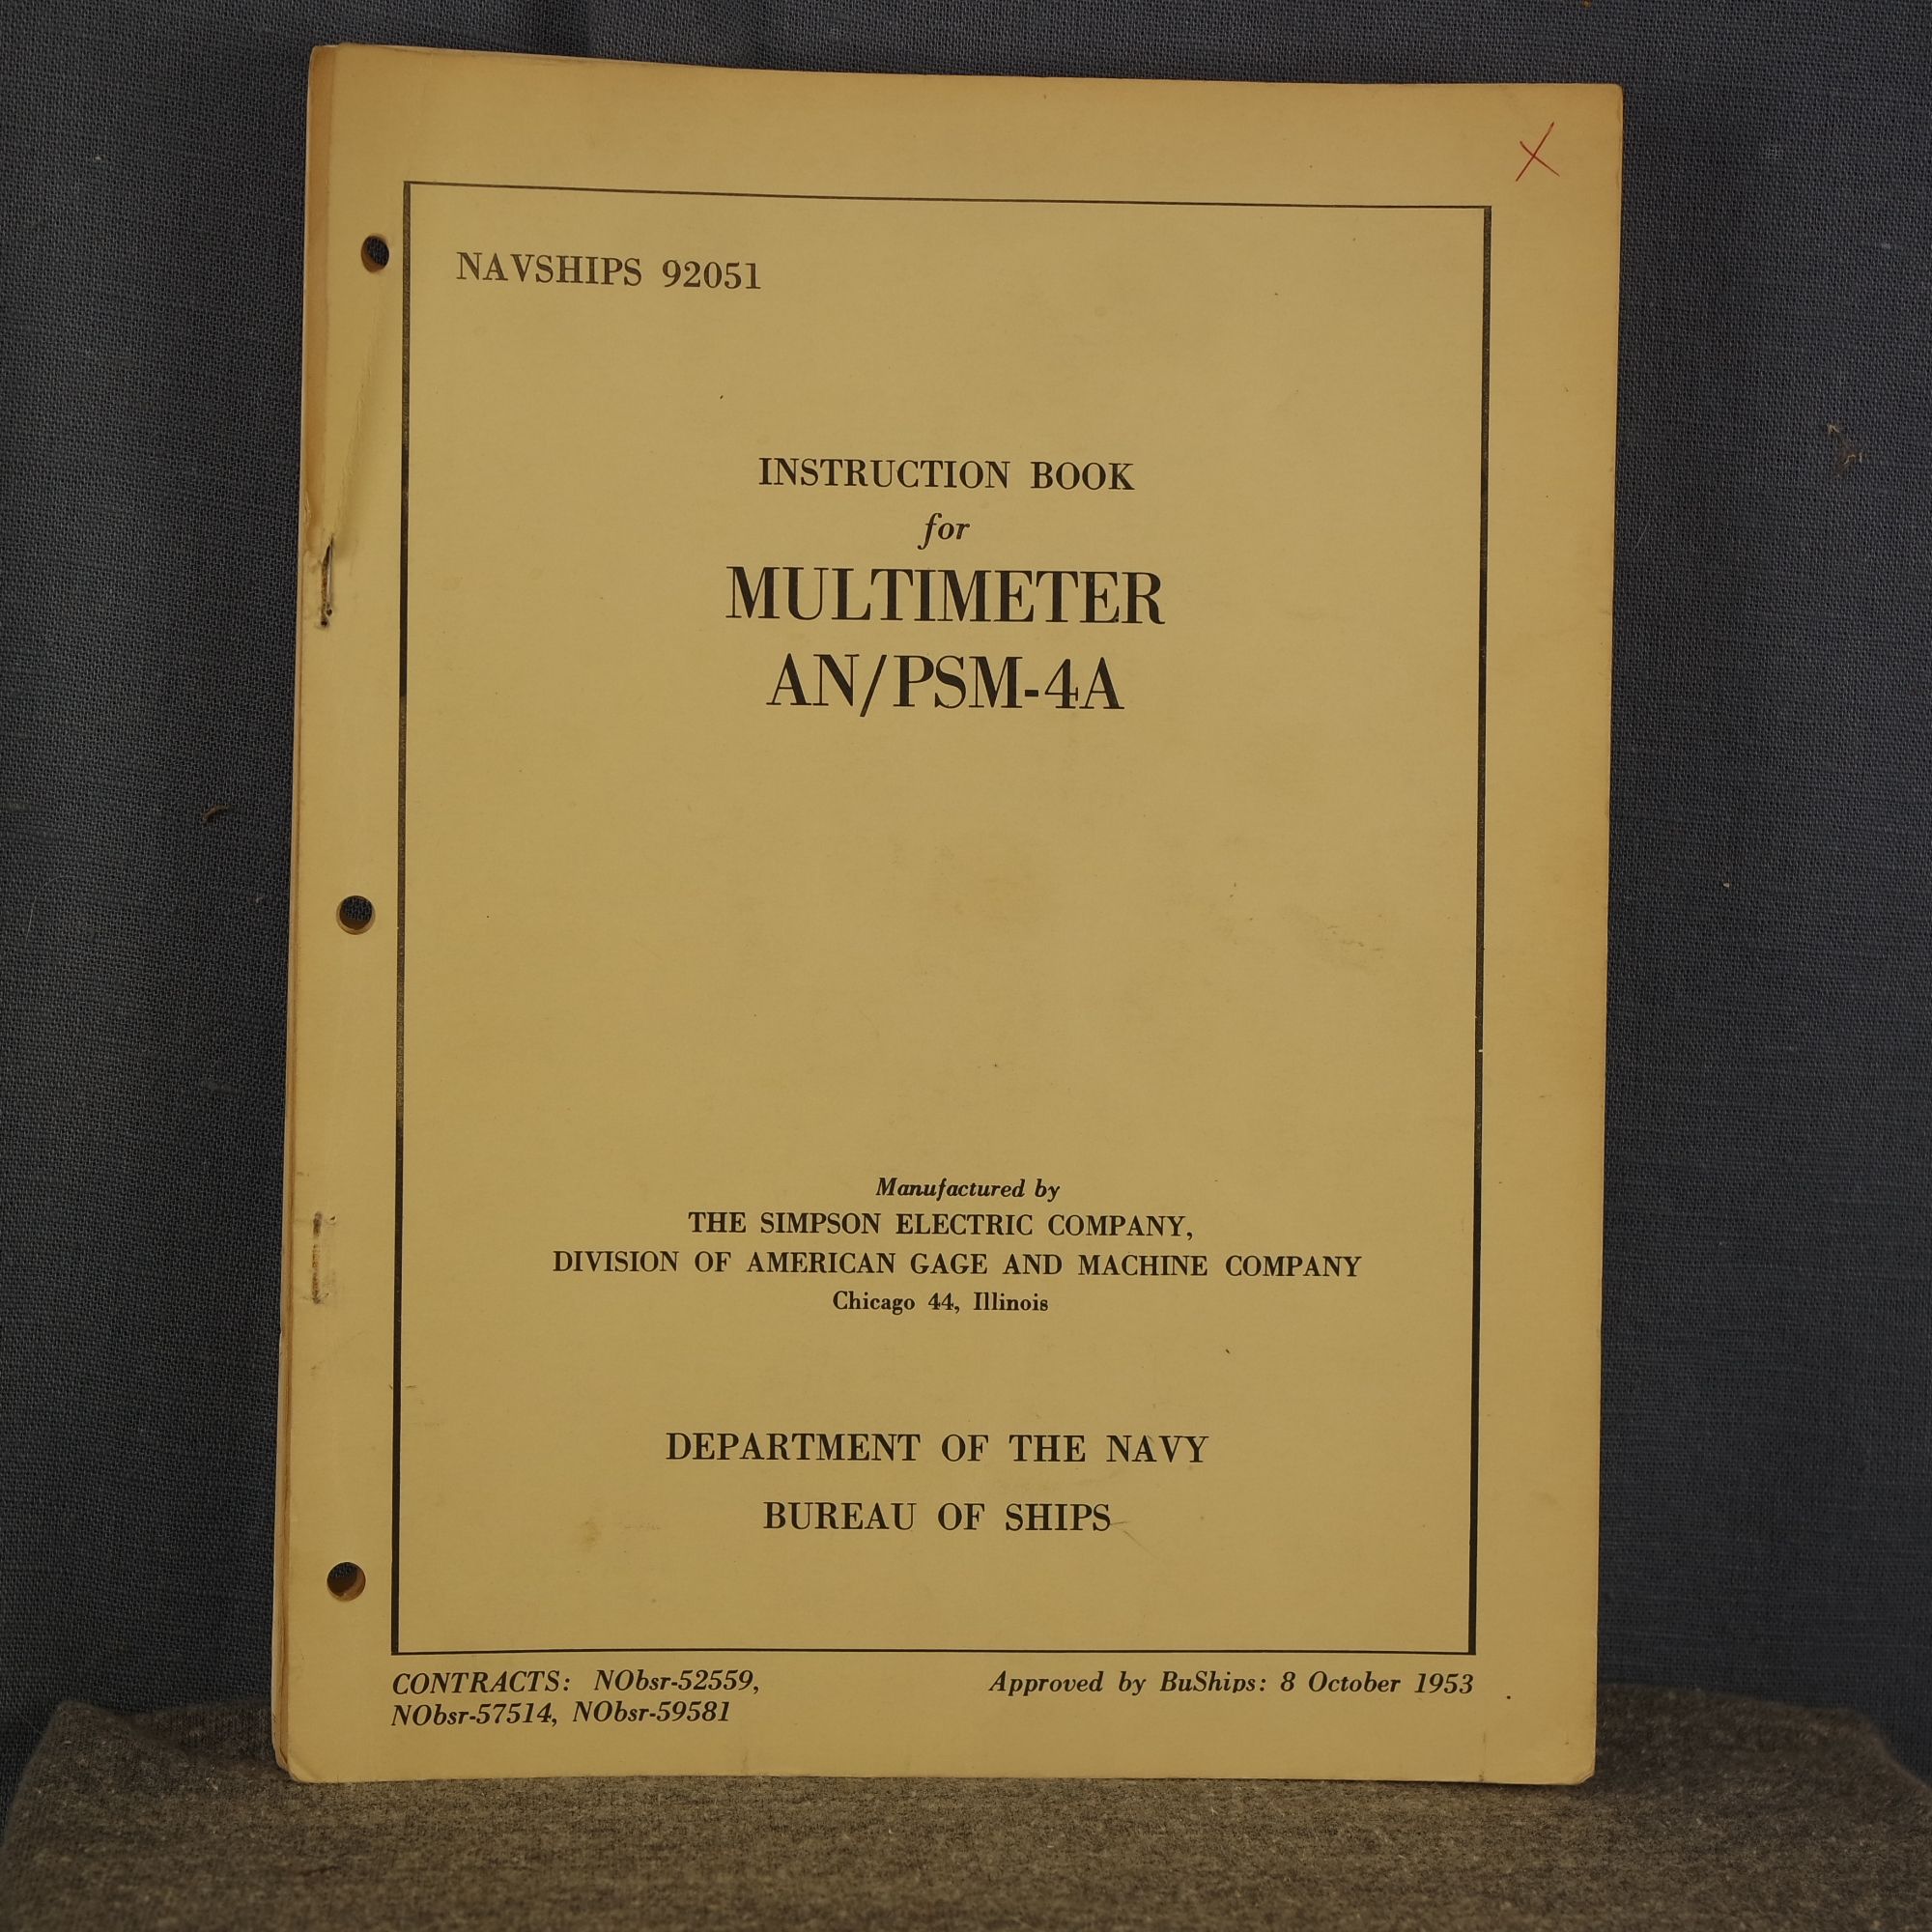 NAVSHIPS 92051
INSTRUCTION BOOK
for
MULTIMETER
AN/PSM-4A
Manufactured by
THE SIMPSON ELECTRIC COMPANY,
DIVISION OF AMERICAN GAGE AND MACHINE COMPANY
Chicago 44, Illinois
DEPARTMENT OF THE NAVY
BUREAU OF SHIPS
CONTRACTS: NObsr-52559,
NObsr-57514, NObsr-59581
Approved by BuShips: 8 October 1953
X